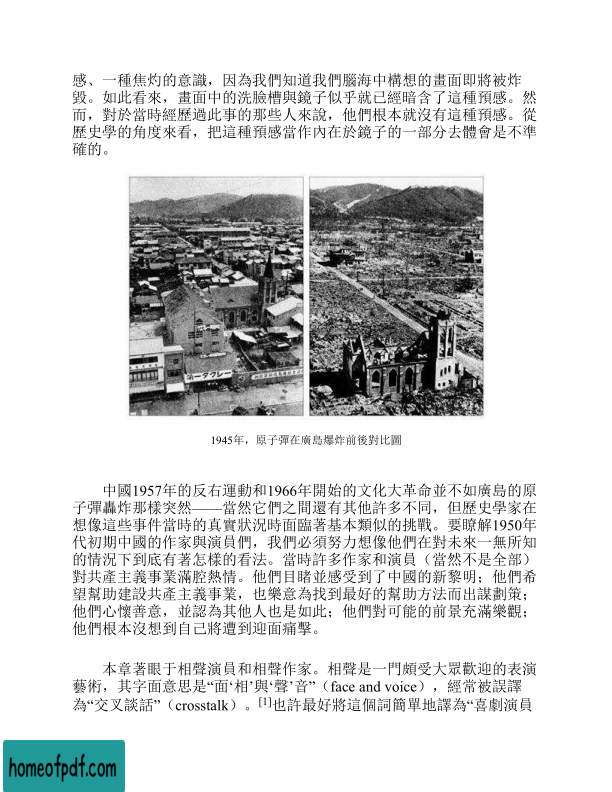 感、一種焦灼的意識，因為我們知道我們腦海中構想的畫面即將被炸
毀。如此看來，畫面中的洗臉槽與鏡子似乎就已經暗含了這種預感。然
而，對於當時經歷過此事的那些人來說，他們根本就沒有這種預感。從
歷史學的角度來看，把這種預感當作內在於鏡子的一部分去體會是不準
確的。
第一タクシー
1945年，原子彈在廣島爆炸前後對比圖
中國1957年的反右運動和1966年開始的文化大革命並不如廣島的原
子彈轟炸那樣突然——當然它們之間還有其他許多不同，但歷史學家在
想像這些事件當時的真實狀況時面臨著基本類似的挑戰。要瞭解1950年
代初期中國的作家與演員們，我們必須努力想像他們在對未來一無所知
的情況下到底有著怎樣的看法。當時許多作家和演員（當然不是全部）
對共產主義事業滿腔熱情。他們目睹並感受到了中國的新黎明；他們希
望幫助建設共產主義事業，也樂意為找到最好的幫助方法而出謀劃策；
他們心懷善意，並認為其他人也是如此；他們對可能的前景充滿樂觀；
他們根本沒想到自己將遭到迎面痛擊。
本章著眼于相聲演員和相聲作家。相聲是一門頗受大眾歡迎的表演
藝術，其字面意思是“面‘相’與‘聲’音”（face and voice），經常被誤譯
為“交叉談話”（crosstalk）。[1]也許最好將這個詞簡單地譯為“喜劇演員
homeofpdf.com